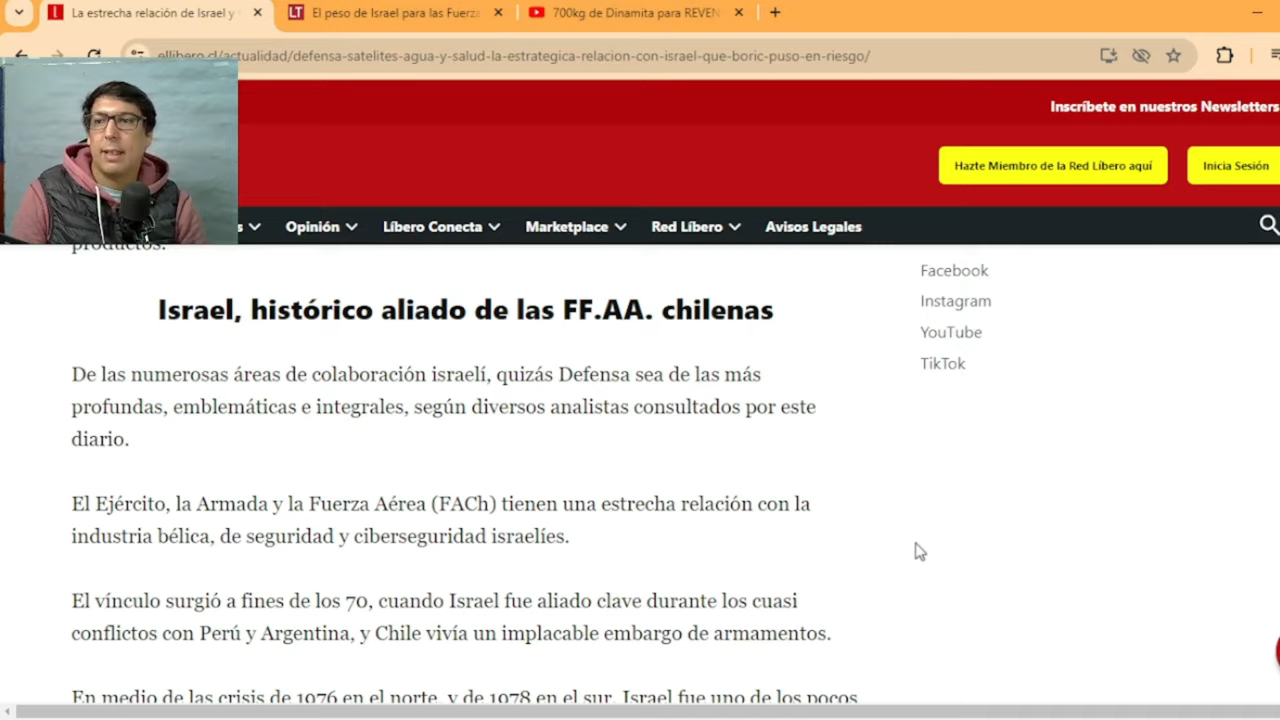 La estrecha relación de Israel y
El peso de Israel para las Fuerza
700kg de Dinamita para REVEN
ellibero.cl/actualidad/defensa-satelites-agua-y-salud-la-estrategica-relacion-con-israel-que-boric-puso-en-riesgo/
Inscríbete en nuestros Newsletters
Hazte Miembro de la Red Líbero aquí
Inicia Sesión
s Opinión Líbero Conecta Marketplace Red Líbero Avisos Legales
productos.
Israel, histórico aliado de las FF.AA. chilenas
De las numerosas áreas de colaboración israelí, quizás Defensa sea de las más
profundas, emblemáticas e integrales, según diversos analistas consultados por este
diario.
El Ejército, la Armada y la Fuerza Aérea (FACh) tienen una estrecha relación con la
industria bélica, de seguridad y ciberseguridad israelíes.
El vínculo surgió a fines de los 70, cuando Israel fue aliado clave durante los cuasi
conflictos con Perú y Argentina, y Chile vivía un implacable embargo de armamentos.
En medio de las crisis de 1976 en el norte, y de 1978 en el sur, Israel fue uno de los pocos
Facebook
Instagram
YouTube
TikTok